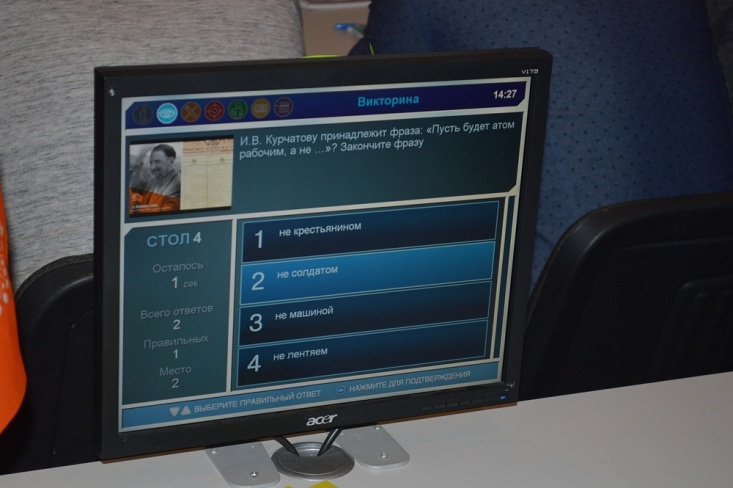 V173
Викторина
14:27
И.В. Курчатову принадлежит фраза: «Пусть будет атом
рабочим, а не ...»? Закончите фразу
СТОЛ 4
Осталось
1 сек
Всего ответов
2
Правильных
1
Место
2
1 не крестьянином
2 не солдатом
3 не машиной
4 не лентяем
ВЫБЕРИТЕ ПРАВИЛЬНЫЙ ОТВЕТ
НАЖМИТЕ ДЛЯ ПОДТВЕРЖДЕНИЯ
acer